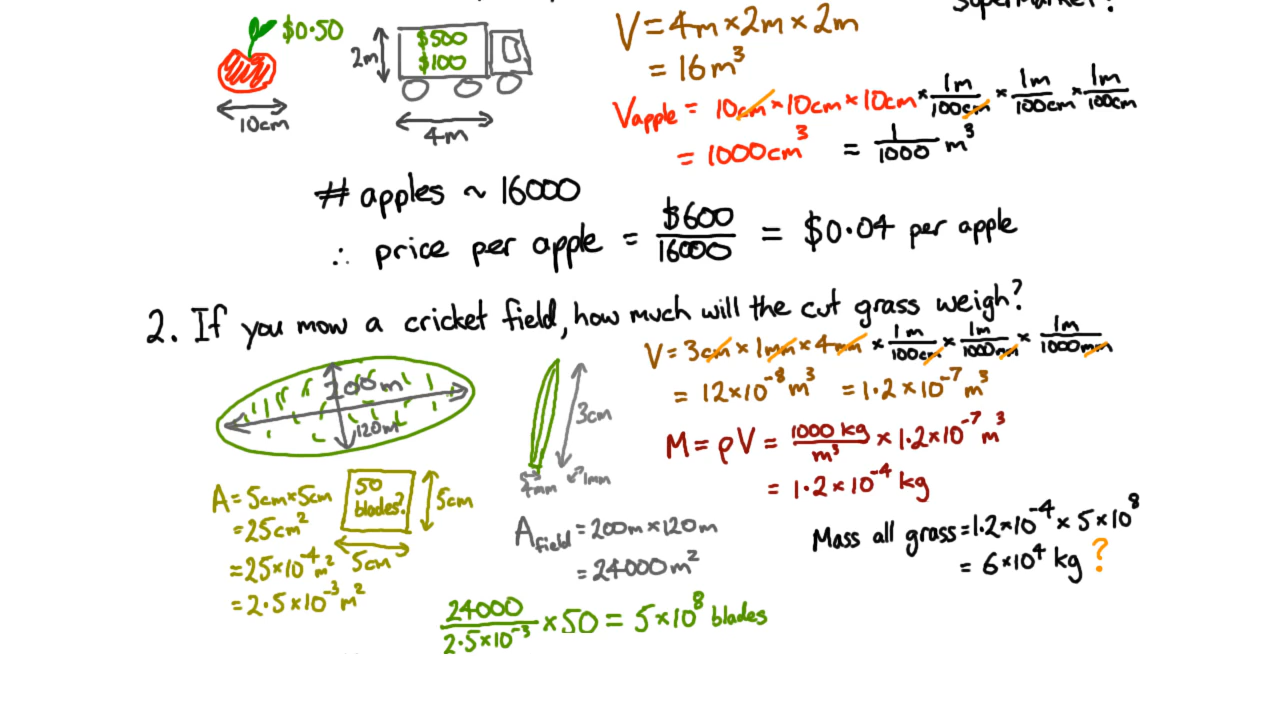 supermarket?
$0.50
$500
$100
2m
10cm
4m
V = 4m × 2m × 2m
= 16m³
V_apple = 10cm × 10cm × 10cm × 1m/100cm × 1m/100cm × 1m/100cm
= 1000cm³ = 1/1000 m³
# apples ~ 16000
∴ price per apple = $600/16000 = $0.04 per apple
2. If you mow a cricket field, how much will the cut grass weigh?
200m
120m
3cm
4mm
1mm
V = 3cm × 1mm × 4mm × 1m/100cm × 1m/1000mm × 1m/1000mm
= 12×10⁻⁸ m³ = 1.2×10⁻⁷ m³
M = ρV = 1000 kg/m³ × 1.2×10⁻⁷ m³
= 1.2×10⁻⁴ kg
A = 5cm×5cm
= 25cm²
= 25×10⁻⁴ m²
= 2.5×10⁻³ m²
50
blades?
5cm
5cm
A_field = 200m × 120m
= 24000m²
Mass all grass = 1.2×10⁻⁴ × 5×10⁸
= 6×10⁴ kg ?
24000/2.5×10⁻³ × 50 = 5×10⁸ blades